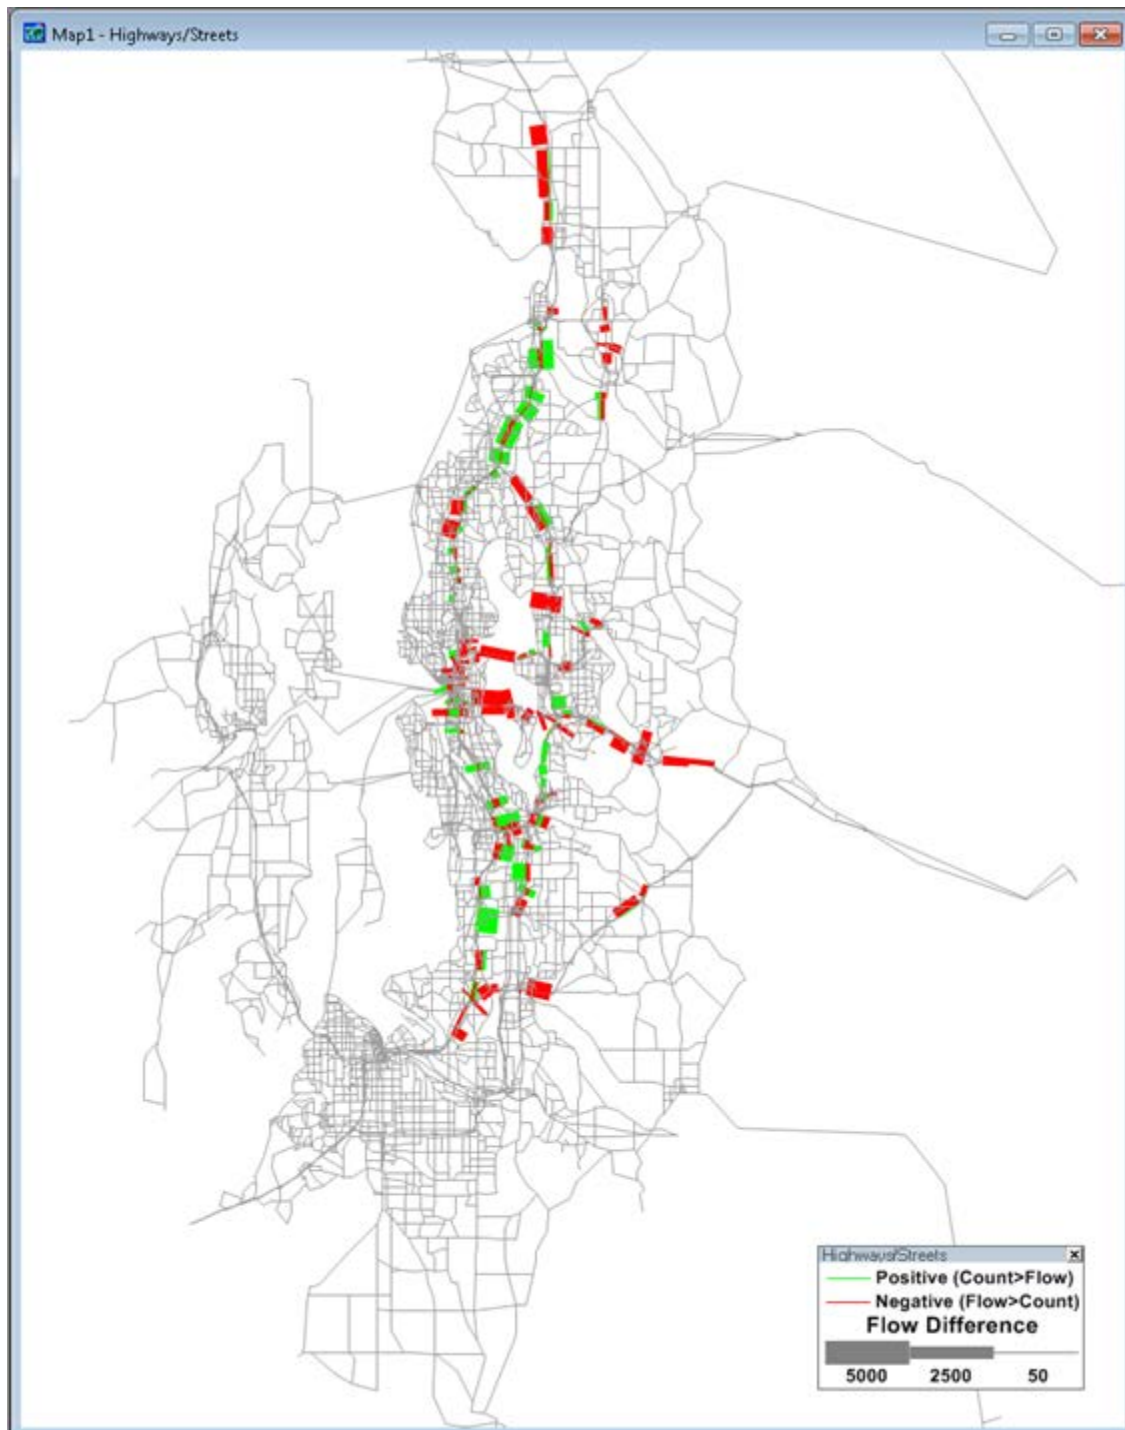 Map1 - Highways/Streets
Highways/Streets
Positive (Count>Flow)
Negative (Flow>Count)
Flow Difference
5000 2500 50